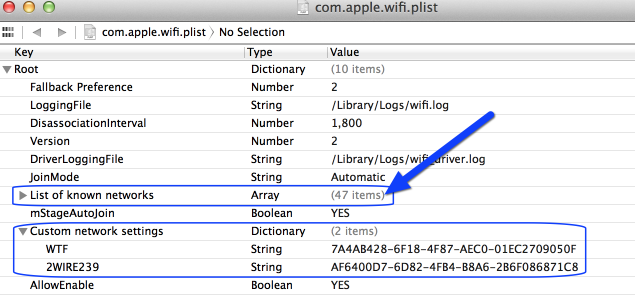 com.apple.wifi.plist
com.apple.wifi.plist No Selection
Key Type Value
Root Dictionary (10 items)
Fallback Preference Number 2
LoggingFile String /Library/Logs/wifi.log
DisassociationInterval Number 1,800
Version Number 2
DriverLoggingFile String /Library/Logs/wifi_driver.log
JoinMode String Automatic
List of known networks Array (47 items)
mStageAutoJoin Boolean YES
Custom network settings Dictionary (2 items)
WTF String 7A4AB428-6F18-4F87-AEC0-01EC2709050F
2WIRE239 String AF6400D7-6D82-4FB4-B8A6-2B6F086871C8
AllowEnable Boolean YES